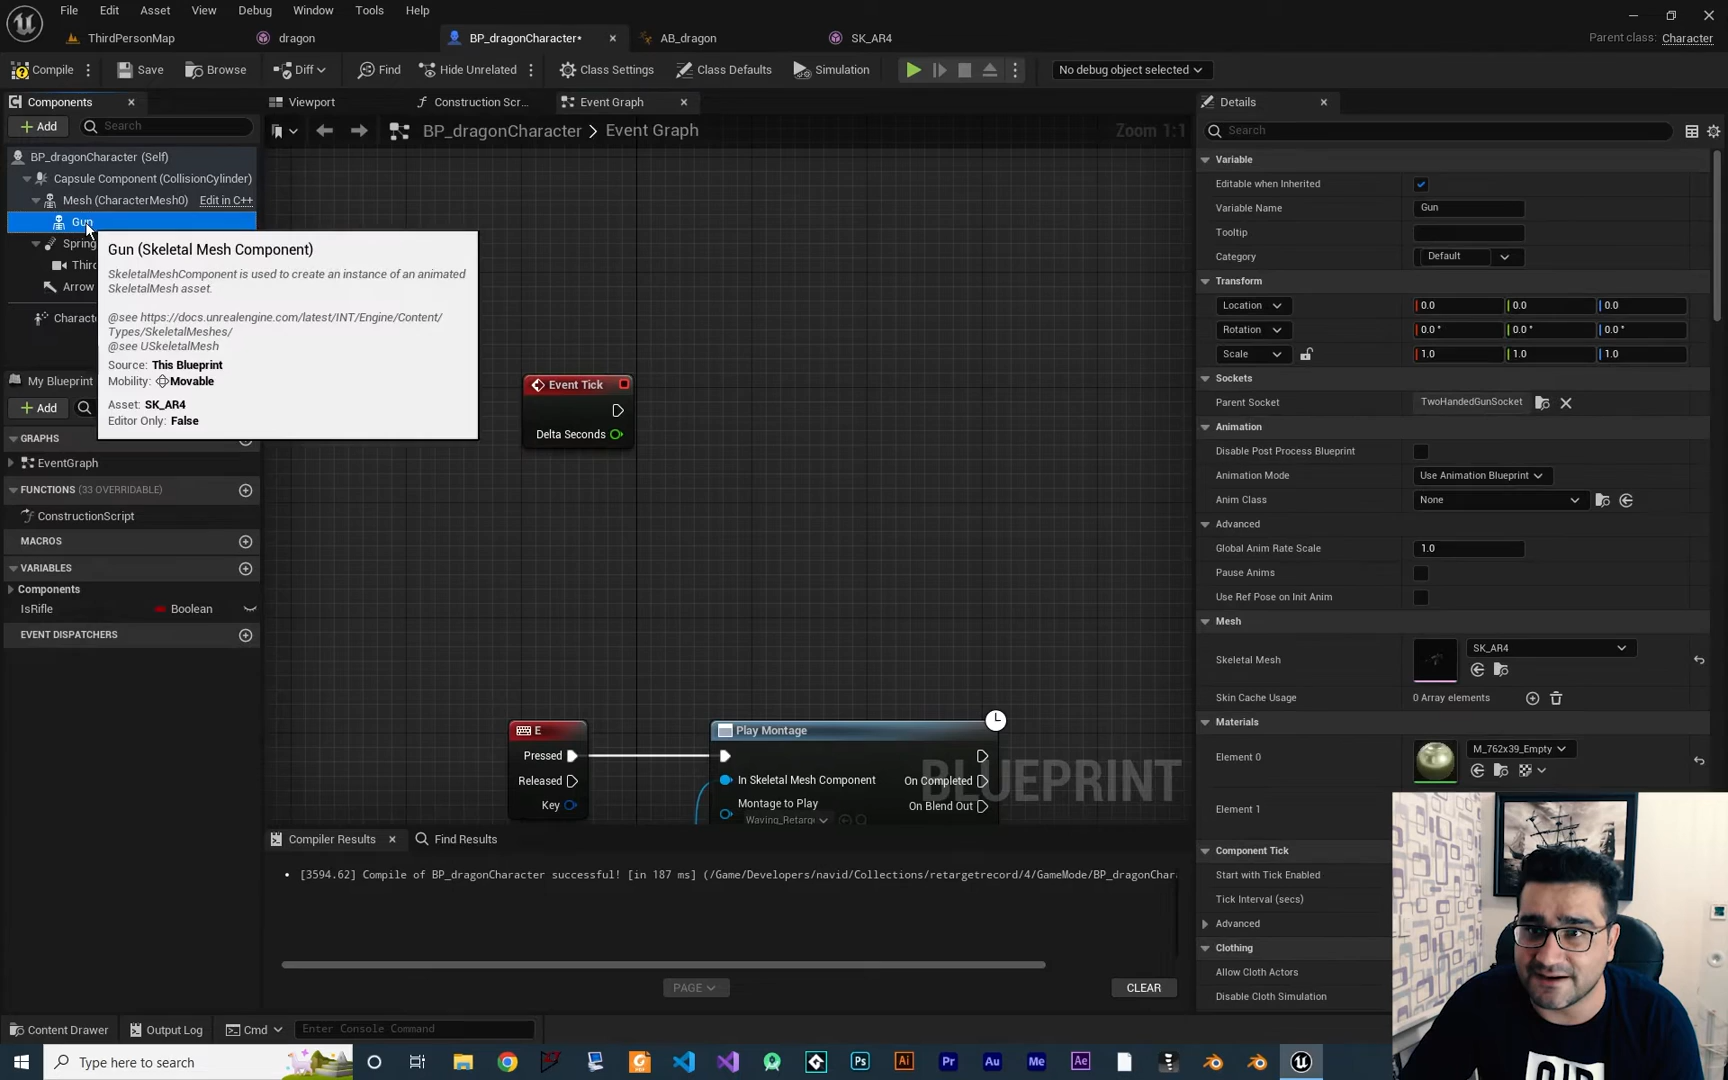 File Edit Asset View Debug Window Tools Help
ThirdPersonMap dragon BP_dragonCharacter* AB_dragon SK_AR4 Parent class: Character
Compile Save Browse Diff Find Hide Unrelated Class Settings Class Defaults Simulation No debug object selected
Components Viewport Construction Scr... Event Graph Details
Add Search BP_dragonCharacter > Event Graph Zoom 1:1 Search
BP_dragonCharacter (Self)
Capsule Component (CollisionCylinder)
Mesh (CharacterMesh0) Edit in C++
Gun
Spring
Third
Arrow
Characte
Gun (Skeletal Mesh Component)
SkeletalMeshComponent is used to create an instance of an animated
SkeletalMesh asset.
@see https://docs.unrealengine.com/latest/INT/Engine/Content/
Types/SkeletalMeshes/
@see USkeletalMesh
Source: This Blueprint
Mobility: Movable
Asset: SK_AR4
Editor Only: False
My Blueprint
Add
GRAPHS
EventGraph
FUNCTIONS (33 OVERRIDABLE)
ConstructionScript
MACROS
VARIABLES
Components
IsRifle Boolean
EVENT DISPATCHERS
Event Tick
Delta Seconds
E
Pressed
Released
Key
Play Montage
In Skeletal Mesh Component On Completed
Montage to Play On Blend Out
Waving_Retarg
BLUEPRINT
Variable
Editable when Inherited
Variable Name Gun
Tooltip
Category Default
Transform
Location 0.0 0.0 0.0
Rotation 0.0 ° 0.0 ° 0.0 °
Scale 1.0 1.0 1.0
Sockets
Parent Socket TwoHandedGunSocket
Animation
Disable Post Process Blueprint
Animation Mode Use Animation Blueprint
Anim Class None
Advanced
Global Anim Rate Scale 1.0
Pause Anims
Use Ref Pose on Init Anim
Mesh
Skeletal Mesh SK_AR4
Skin Cache Usage 0 Array elements
Materials
Element 0 M_762x39_Empty
Element 1
Component Tick
Start with Tick Enabled
Tick Interval (secs)
Advanced
Clothing
Allow Cloth Actors
Disable Cloth Simulation
Compiler Results Find Results
[3594.62] Compile of BP_dragonCharacter successful! [in 187 ms] (/Game/Developers/navid/Collections/retargetrecord/4/GameMode/BP_dragonChar
PAGE CLEAR
Content Drawer Output Log Cmd Enter Console Command
Type here to search Ps Ai Pr Au Me Ae